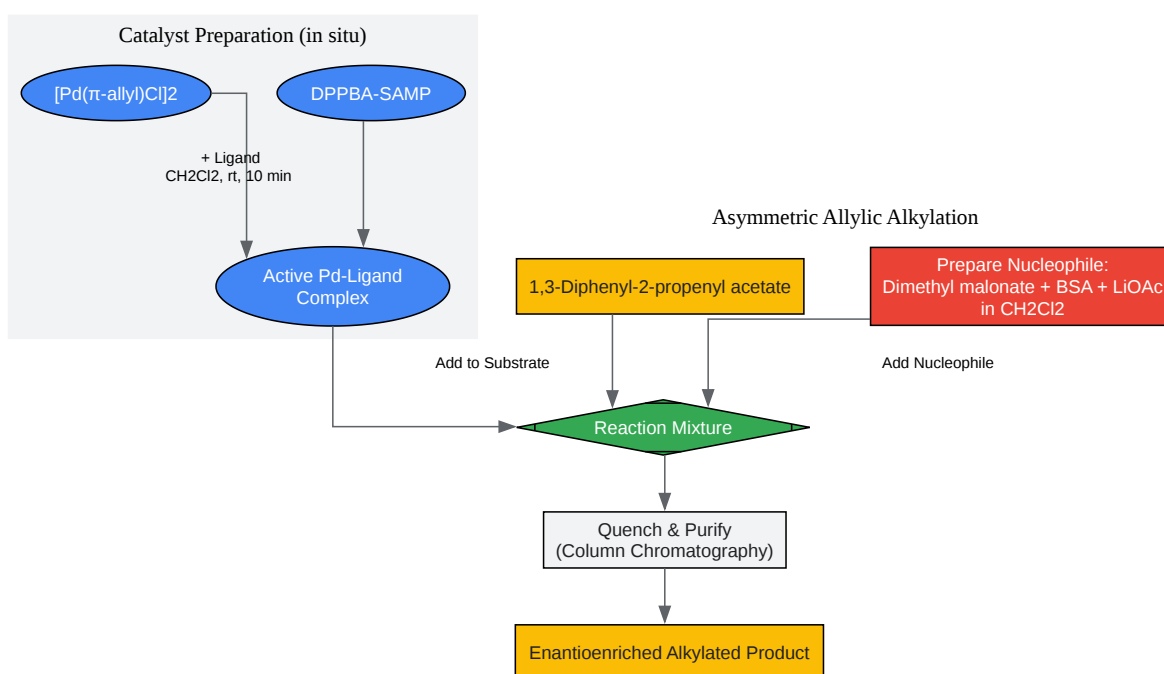 Catalyst Preparation (in situ)
[Pd(π-allyl)Cl]2
DPPBA-SAMP
+ Ligand
CH2Cl2, rt, 10 min
Active Pd-Ligand
Complex
Asymmetric Allylic Alkylation
1,3-Diphenyl-2-propenyl acetate
Prepare Nucleophile:
Dimethyl malonate + BSA + LiOAc
in CH2Cl2
Add to Substrate
Add Nucleophile
Reaction Mixture
Quench & Purify
(Column Chromatography)
Enantioenriched Alkylated Product